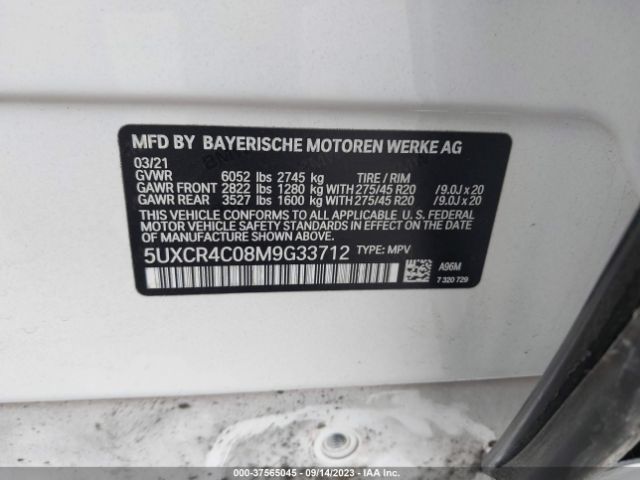 MFD BY BAYERISCHE MOTOREN WERKE AG
03/21
GVWR 6052 lbs 2745 kg TIRE / RIM
GAWR FRONT 2822 lbs 1280 kg WITH 275/45 R20 / 9.0J x 20
GAWR REAR 3527 lbs 1600 kg WITH 275/45 R20 / 9.0J x 20
THIS VEHICLE CONFORMS TO ALL APPLICABLE U. S. FEDERAL
MOTOR VEHICLE SAFETY STANDARDS IN EFFECT ON THE
DATE OF MANUFACTURE SHOWN ABOVE.
5UXCR4C08M9G33712 TYPE: MPV
A96M
7 320 729
000-37565045 - 09/14/2023 - IAA Inc.